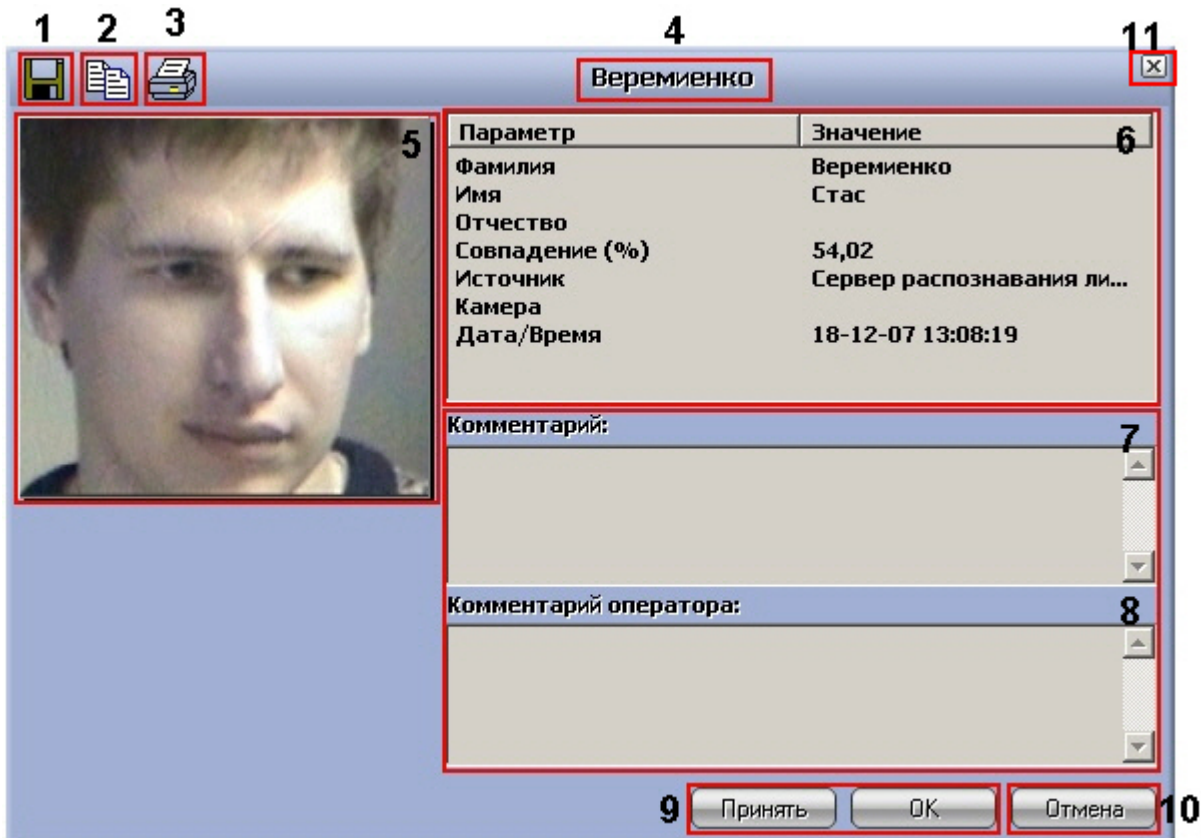 1 2 3 4 11
Веремиенко
5
Параметр Значение 6
Фамилия Веремиенко
Имя Стас
Отчество
Совпадение (%) 54,02
Источник Сервер распознавания ли...
Камера
Дата/Время 18-12-07 13:08:19
Комментарий: 7
Комментарий оператора: 8
9 Принять OK Отмена 10